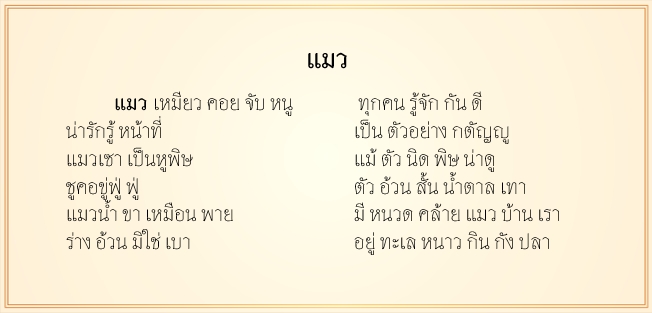 แมว
แมว เหมียว คอย จับ หนู ทุกคน รู้จัก กัน ดี
น่ารักรู้ หน้าที่ เป็น ตัวอย่าง กตัญญู
แมวเซา เป็นหูพิษ แม้ ตัว นิด พิษ น่าดู
ชูคอขู่ฟู่ ฟู่ ตัว อ้วน สั้น น้ำตาล เทา
แมวน้ำ ขา เหมือน พาย มี หนวด คล้าย แมว บ้าน เรา
ร่าง อ้วน มิใช่ เบา อยู่ ทะเล หนาว กิน กัง ปลา